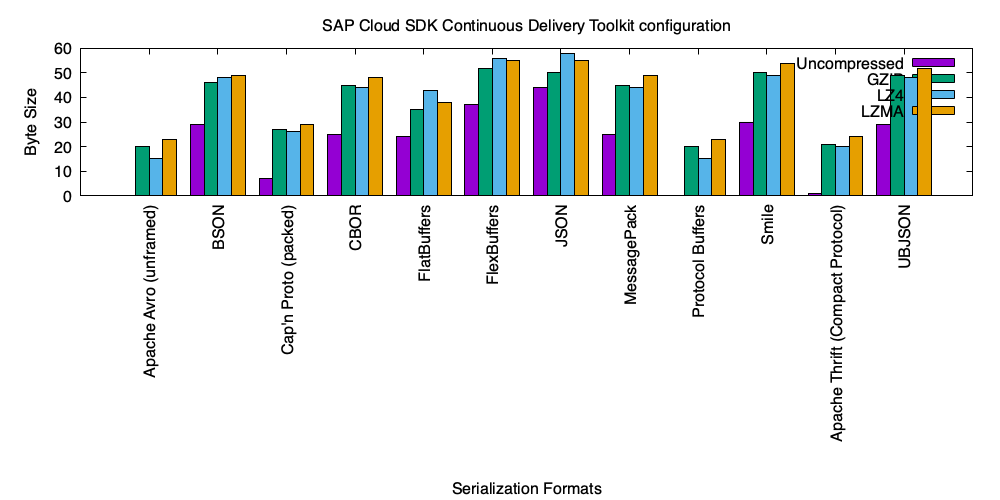 SAP Cloud SDK Continuous Delivery Toolkit configuration
Byte Size
60
50
40
30
20
10
0
Uncompressed
LZ4
LZMA
Apache Avro (unframed)
BSON
Cap'n Proto (packed)
CBOR
FlatBuffers
FlexBuffers
JSON
MessagePack
Protocol Buffers
Smile
Apache Thrift (Compact Protocol)
UBJSON
Serialization Formats